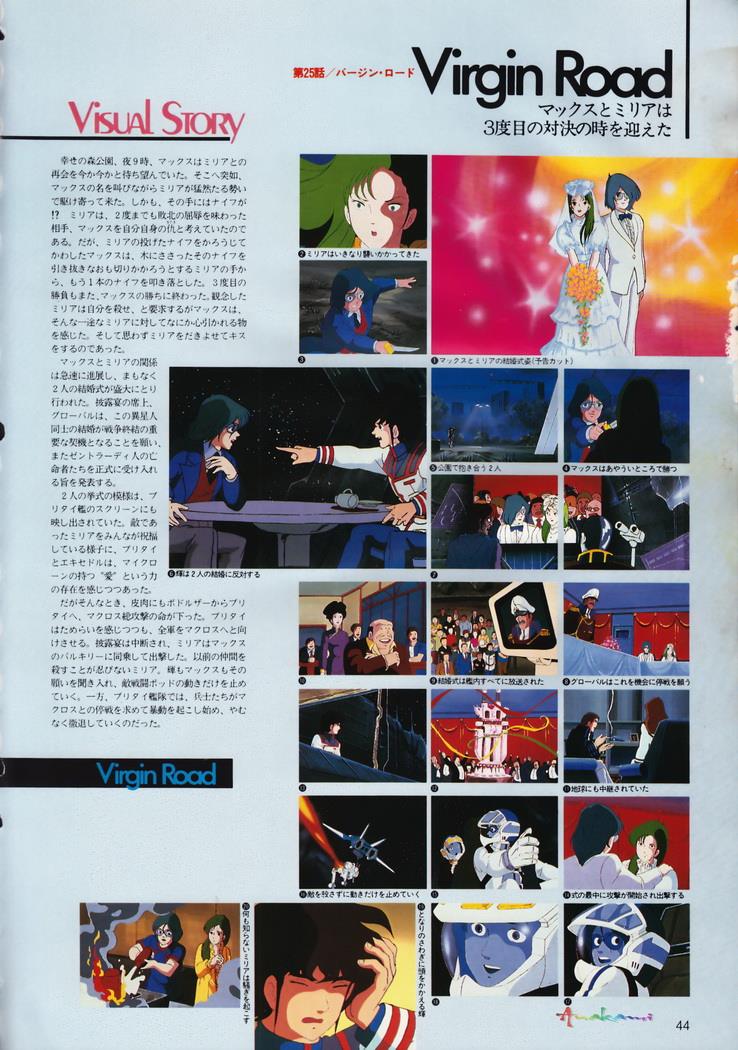 第25話／バージン・ロード
Virgin Road
マックスとミリアは
3度目の対決の時を迎えた
VISUAL STORY
幸せの森公園、夜9時、マックスはミリアとの
再会を今か今かと待ち望んでいた。そこへ突如、
マックスの名を叫びながらミリアが猛然たる勢い
で駆け寄って来た。しかも、その手にはナイフが
!?　ミリアは、2度までも敗北の屈辱を味わった
相手、マックスを自分自身の仇と考えていたので
ある。だが、ミリアの投げたナイフをかろうじて
かわしたマックスは、木にささったそのナイフを
引き抜きなおも切りかかろうとするミリアの手か
ら、もう1本のナイフを叩き落とした。3度目の
勝負もまた、マックスの勝ちに終わった。観念した
ミリアは自分を殺せ、と要求するがマックスは、
そんな一途なミリアに対してなにか心引かれる物
を感じた。そして思わずミリアをだきよせてキス
をするのであった。
マックスとミリアの関係
は急速に進展し、まもなく
2人の結婚式が盛大にとり
行われた。披露宴の席上、
グローバルは、この異星人
同士の結婚が戦争終結の重
要な契機となることを願い、
またゼントラーディ人の亡
命者たちを正式に受け入れ
る旨を発表する。
2人の挙式の模様は、ブ
リタイ艦のスクリーンにも
映し出されていた。敵であ
ったミリアをみんなが祝福
している様子に、ブリタイ
とエキセドルは、マイクロ
ーンの持つ“愛”という力
の存在を感じつつあった。
だがそんなとき、皮肉にもボドルザーからブリ
タイへ、マクロス総攻撃の命が下った。ブリタイ
はためらいを感じつつも、全軍をマクロスへと向
けさせる。披露宴は中断され、ミリアはマックス
のバルキリーに同乗して出撃した。以前の仲間を
殺すことが忍びないミリア。輝もマックスもその
願いを聞き入れ、敵戦闘ポッドの動きだけを止め
ていく。一方、ブリタイ艦隊では、兵士たちがマ
クロスとの停戦を求めて暴動を起こし始め、やむ
なく撤退していくのだった。
Virgin Road
❷ミリアはいきなり襲いかかってきた
❶マックスとミリアの結婚式姿(予告カット)
❸
❺公園で抱き合う2人
❹マックスはあやういところで勝つ
❻輝は2人の結婚に反対する
❼
❿
❾結婚式は艦内すべてに放送された
❽グローバルはこれを機会に停戦を願う
⓭
⓬
⓫地球にも中継されていた
⓰敵を殺さずに動きだけを止めていく
⓯
⓮式の最中に攻撃が開始され出撃する
⓴何も知らないミリアは騒ぎを起こす
⓳となりのさわぎに頭をかかえる輝
⓲
⓱
Anakami
44